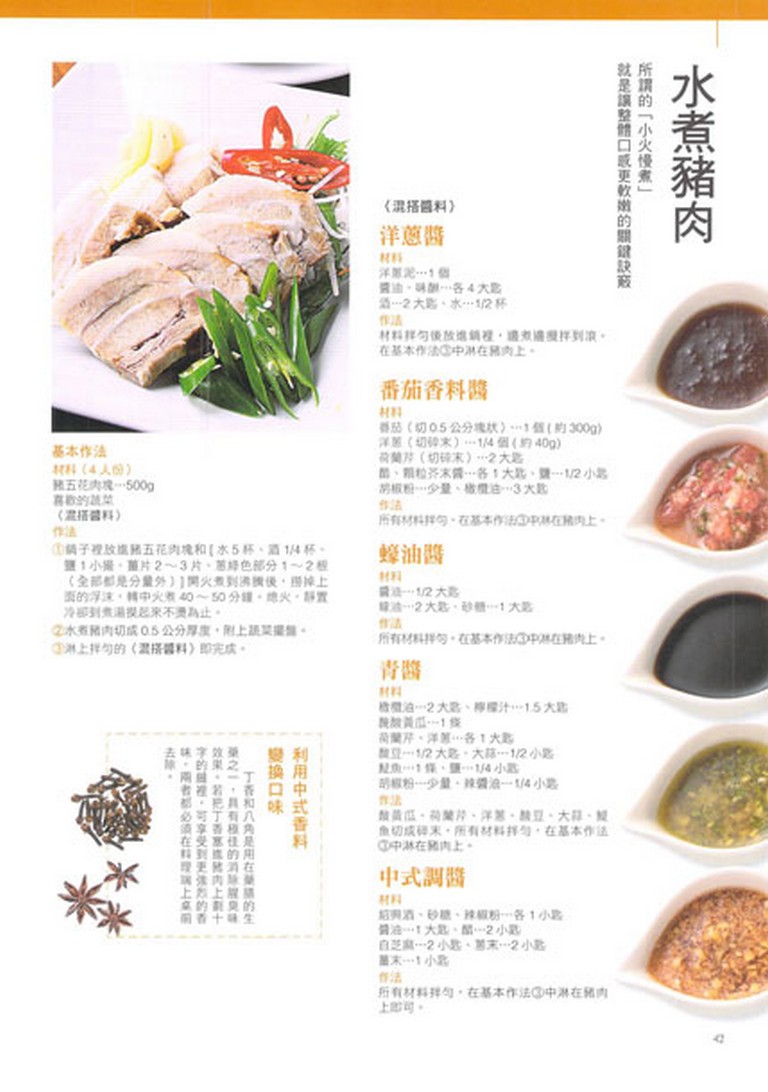 水煮豬肉
所謂的「小火慢煮」
就是讓整體口感更軟嫩的關鍵訣竅
基本作法
材料（4人份）
豬五花肉塊…500g
喜歡的蔬菜
〈混搭醬料〉
作法
①鍋子裡放進豬五花肉塊和[ 水5杯、酒1/4杯、
鹽1小撮、薑片2～3片、蔥綠色部分1～2根
（全部都是分量外）] 開火煮到沸騰後，撈掉上
面的浮沫，轉中火煮40～50分鐘。熄火，靜置
冷卻到煮湯摸起來不燙為止。
②水煮豬肉切成0.5公分厚度，附上蔬菜擺盤。
③淋上拌勻的〈混搭醬料〉即完成。
利用中式香料
變換口味
丁香和八角是用在藥膳的生
藥之一，具有極佳的消除腥臭味
效果。若把丁香塞進豬肉上劃十
字的縫裡，可享受到更強烈的香
味。兩者都必須在料理端上桌前
去除。
〈混搭醬料〉
洋蔥醬
材料
洋蔥泥…1個
醬油、味醂…各4大匙
酒…2大匙、水…1/2杯
作法
材料拌勻後放進鍋裡，邊煮邊攪拌到滾。
在基本作法③中淋在豬肉上。
番茄香料醬
材料
番茄（切0.5公分塊狀）…1個 ( 約300g)
洋蔥（切碎末）…1/4個 ( 約40g)
荷蘭芹（切碎末）…2大匙
醋、顆粒芥末醬…各1大匙、鹽…1/2小匙
胡椒粉…少量、橄欖油…3大匙
作法
所有材料拌勻。在基本作法③中淋在豬肉上。
蠔油醬
材料
醬油…1/2大匙
蠔油…2大匙、砂糖…1大匙
作法
所有材料拌勻。在基本作法③中淋在豬肉上。
青醬
材料
橄欖油…2大匙、檸檬汁…1.5大匙
醃酸黃瓜…1條
荷蘭芹、洋蔥…各1大匙
酸豆…1/2大匙、大蒜…1/2小匙
鯷魚…1條、鹽…1/4小匙
胡椒粉…少量、辣醬油…1/4小匙
作法
酸黃瓜、荷蘭芹、洋蔥、酸豆、大蒜、鯷
魚切成碎末，所有材料拌勻，在基本作法
③中淋在豬肉上。
中式調醬
材料
紹興酒、砂糖、辣椒粉…各1小匙
醬油…1大匙、醋…2小匙
白芝麻…2小匙、蔥末…2小匙
薑末…1小匙
作法
所有材料拌勻，在基本作法③中淋在豬肉
上即可。
42